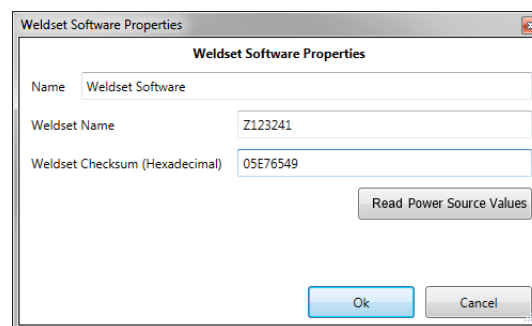 Weldset Software Properties
Weldset Software Properties
Name Weldset Software
Weldset Name Z123241
Weldset Checksum (Hexadecimal) 05E76549
Read Power Source Values
Ok Cancel